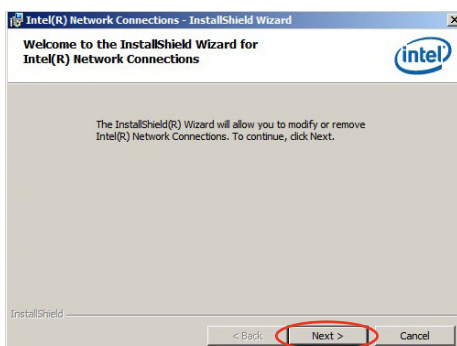 Intel(R) Network Connections - InstallShield Wizard
Welcome to the InstallShield Wizard for
Intel(R) Network Connections
intel
The InstallShield(R) Wizard will allow you to modify or remove
Intel(R) Network Connections. To continue, click Next.
InstallShield
< Back
Next >
Cancel